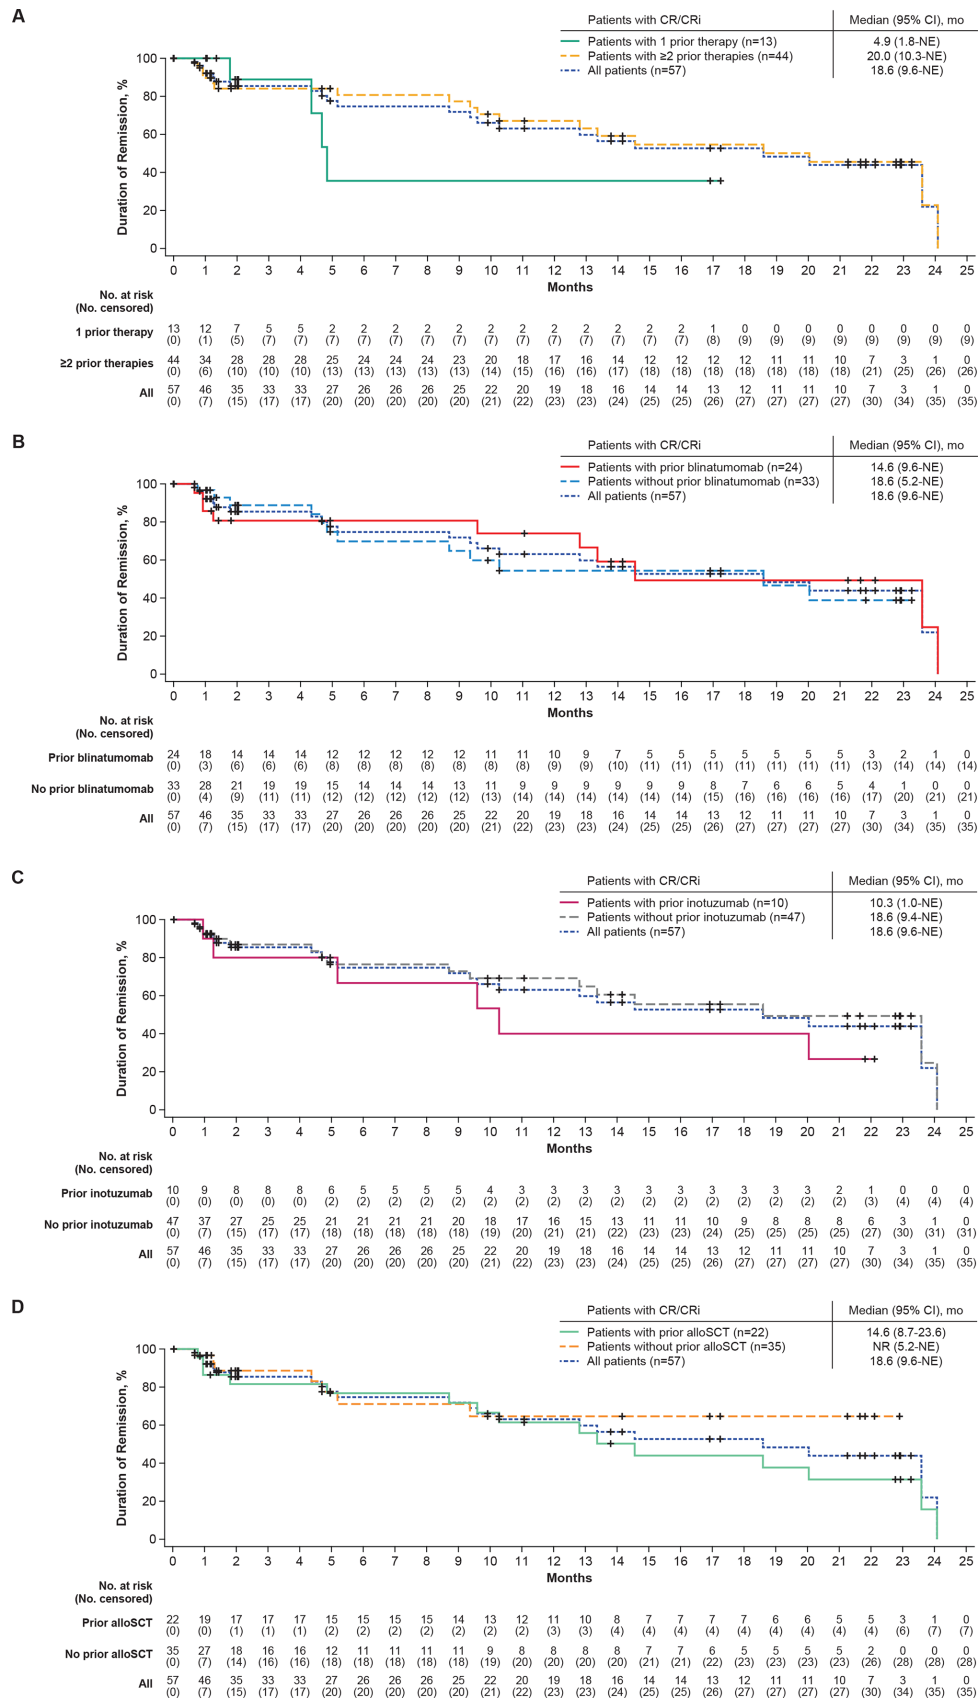 A
Patients with CR/CRi Median (95% CI), mo
Patients with 1 prior therapy (n=13) 4.9 (1.8-NE)
Patients with ≥2 prior therapies (n=44) 20.0 (10.3-NE)
All patients (n=57) 18.6 (9.6-NE)
Duration of Remission, %
100
80
60
40
20
0
0 1 2 3 4 5 6 7 8 9 10 11 12 13 14 15 16 17 18 19 20 21 22 23 24 25
Months
No. at risk
(No. censored)
1 prior therapy 13 12 7 5 5 2 2 2 2 2 2 2 2 2 2 2 2 1 0 0 0 0 0 0 0 0
(0) (1) (5) (7) (7) (7) (7) (7) (7) (7) (7) (7) (7) (7) (7) (7) (7) (8) (9) (9) (9) (9) (9) (9) (9) (9)
≥2 prior therapies 44 34 28 28 28 25 24 24 24 23 20 18 17 16 14 12 12 12 12 11 11 10 7 3 1 0
(0) (6) (10) (10) (10) (13) (13) (13) (13) (13) (14) (15) (16) (16) (17) (18) (18) (18) (18) (18) (18) (18) (21) (25) (26) (26)
All 57 46 35 33 33 27 26 26 26 25 22 20 19 18 16 14 14 13 12 11 11 10 7 3 1 0
(0) (7) (15) (17) (17) (20) (20) (20) (20) (20) (21) (22) (23) (23) (24) (25) (25) (26) (27) (27) (27) (27) (30) (34) (35) (35)
B
Patients with CR/CRi Median (95% CI), mo
Patients with prior blinatumomab (n=24) 14.6 (9.6-NE)
Patients without prior blinatumomab (n=33) 18.6 (5.2-NE)
All patients (n=57) 18.6 (9.6-NE)
Duration of Remission, %
100
80
60
40
20
0
0 1 2 3 4 5 6 7 8 9 10 11 12 13 14 15 16 17 18 19 20 21 22 23 24 25
Months
No. at risk
(No. censored)
Prior blinatumomab 24 18 14 14 14 12 12 12 12 12 11 11 10 9 7 5 5 5 5 5 5 5 3 2 1 0
(0) (3) (6) (6) (6) (8) (8) (8) (8) (8) (8) (8) (9) (9) (10) (11) (11) (11) (11) (11) (11) (11) (13) (14) (14) (14)
No prior blinatumomab 33 28 21 19 19 15 14 14 14 13 11 9 9 9 9 9 9 8 7 6 6 5 4 1 0 0
(0) (4) (9) (11) (11) (12) (12) (12) (12) (12) (13) (14) (14) (14) (14) (14) (14) (15) (16) (16) (16) (16) (17) (20) (21) (21)
All 57 46 35 33 33 27 26 26 26 25 22 20 19 18 16 14 14 13 12 11 11 10 7 3 1 0
(0) (7) (15) (17) (17) (20) (20) (20) (20) (20) (21) (22) (23) (23) (24) (25) (25) (26) (27) (27) (27) (27) (30) (34) (35) (35)
C
Patients with CR/CRi Median (95% CI), mo
Patients with prior inotuzumab (n=10) 10.3 (1.0-NE)
Patients without prior inotuzumab (n=47) 18.6 (9.4-NE)
All patients (n=57) 18.6 (9.6-NE)
Duration of Remission, %
100
80
60
40
20
0
0 1 2 3 4 5 6 7 8 9 10 11 12 13 14 15 16 17 18 19 20 21 22 23 24 25
Months
No. at risk
(No. censored)
Prior inotuzumab 10 9 8 8 8 6 5 5 5 5 4 3 3 3 3 3 3 3 3 3 3 2 1 0 0 0
(0) (0) (0) (0) (0) (2) (2) (2) (2) (2) (2) (2) (2) (2) (2) (2) (2) (2) (2) (2) (2) (2) (3) (4) (4) (4)
No prior inotuzumab 47 37 27 25 25 21 21 21 21 20 18 17 16 15 13 11 11 10 9 8 8 8 6 3 1 0
(0) (7) (15) (17) (17) (18) (18) (18) (18) (18) (19) (20) (21) (21) (22) (23) (23) (24) (25) (25) (25) (25) (27) (30) (31) (31)
All 57 46 35 33 33 27 26 26 26 25 22 20 19 18 16 14 14 13 12 11 11 10 7 3 1 0
(0) (7) (15) (17) (17) (20) (20) (20) (20) (20) (21) (22) (23) (23) (24) (25) (25) (26) (27) (27) (27) (27) (30) (34) (35) (35)
D
Patients with CR/CRi Median (95% CI), mo
Patients with prior alloSCT (n=22) 14.6 (8.7-23.6)
Patients without prior alloSCT (n=35) NR (5.2-NE)
All patients (n=57) 18.6 (9.6-NE)
Duration of Remission, %
100
80
60
40
20
0
0 1 2 3 4 5 6 7 8 9 10 11 12 13 14 15 16 17 18 19 20 21 22 23 24 25
Months
No. at risk
(No. censored)
Prior alloSCT 22 19 17 17 17 15 15 15 15 14 13 12 11 10 8 7 7 7 7 6 6 5 5 3 1 0
(0) (0) (1) (1) (1) (2) (2) (2) (2) (2) (2) (2) (3) (3) (4) (4) (4) (4) (4) (4) (4) (4) (4) (6) (7) (7)
No prior alloSCT 35 27 18 16 16 12 11 11 11 11 9 8 8 8 8 7 7 6 5 5 5 5 2 0 0 0
(0) (7) (14) (16) (16) (18) (18) (18) (18) (18) (19) (20) (20) (20) (20) (21) (21) (22) (23) (23) (23) (23) (26) (28) (28) (28)
All 57 46 35 33 33 27 26 26 26 25 22 20 19 18 16 14 14 13 12 11 11 10 7 3 1 0
(0) (7) (15) (17) (17) (20) (20) (20) (20) (20) (21) (22) (23) (23) (24) (25) (25) (26) (27) (27) (27) (27) (30) (34) (35) (35)